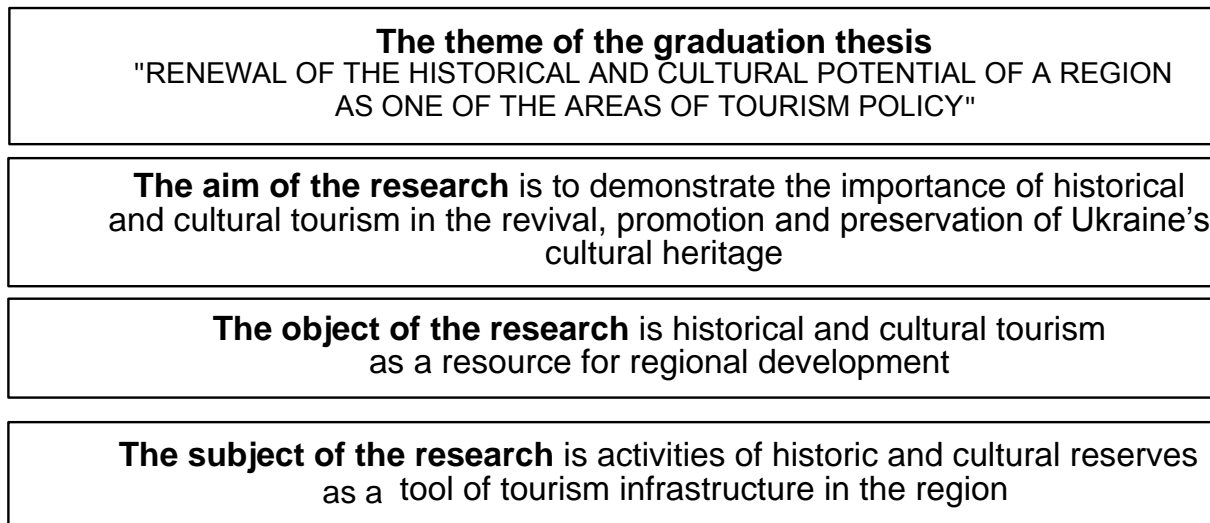 The theme of the graduation thesis
"RENEWAL OF THE HISTORICAL AND CULTURAL POTENTIAL OF A REGION
AS ONE OF THE AREAS OF TOURISM POLICY"
The aim of the research is to demonstrate the importance of historical
and cultural tourism in the revival, promotion and preservation of Ukraine’s
cultural heritage
The object of the research is historical and cultural tourism
as a resource for regional development
The subject of the research is activities of historic and cultural reserves
as a tool of tourism infrastructure in the region